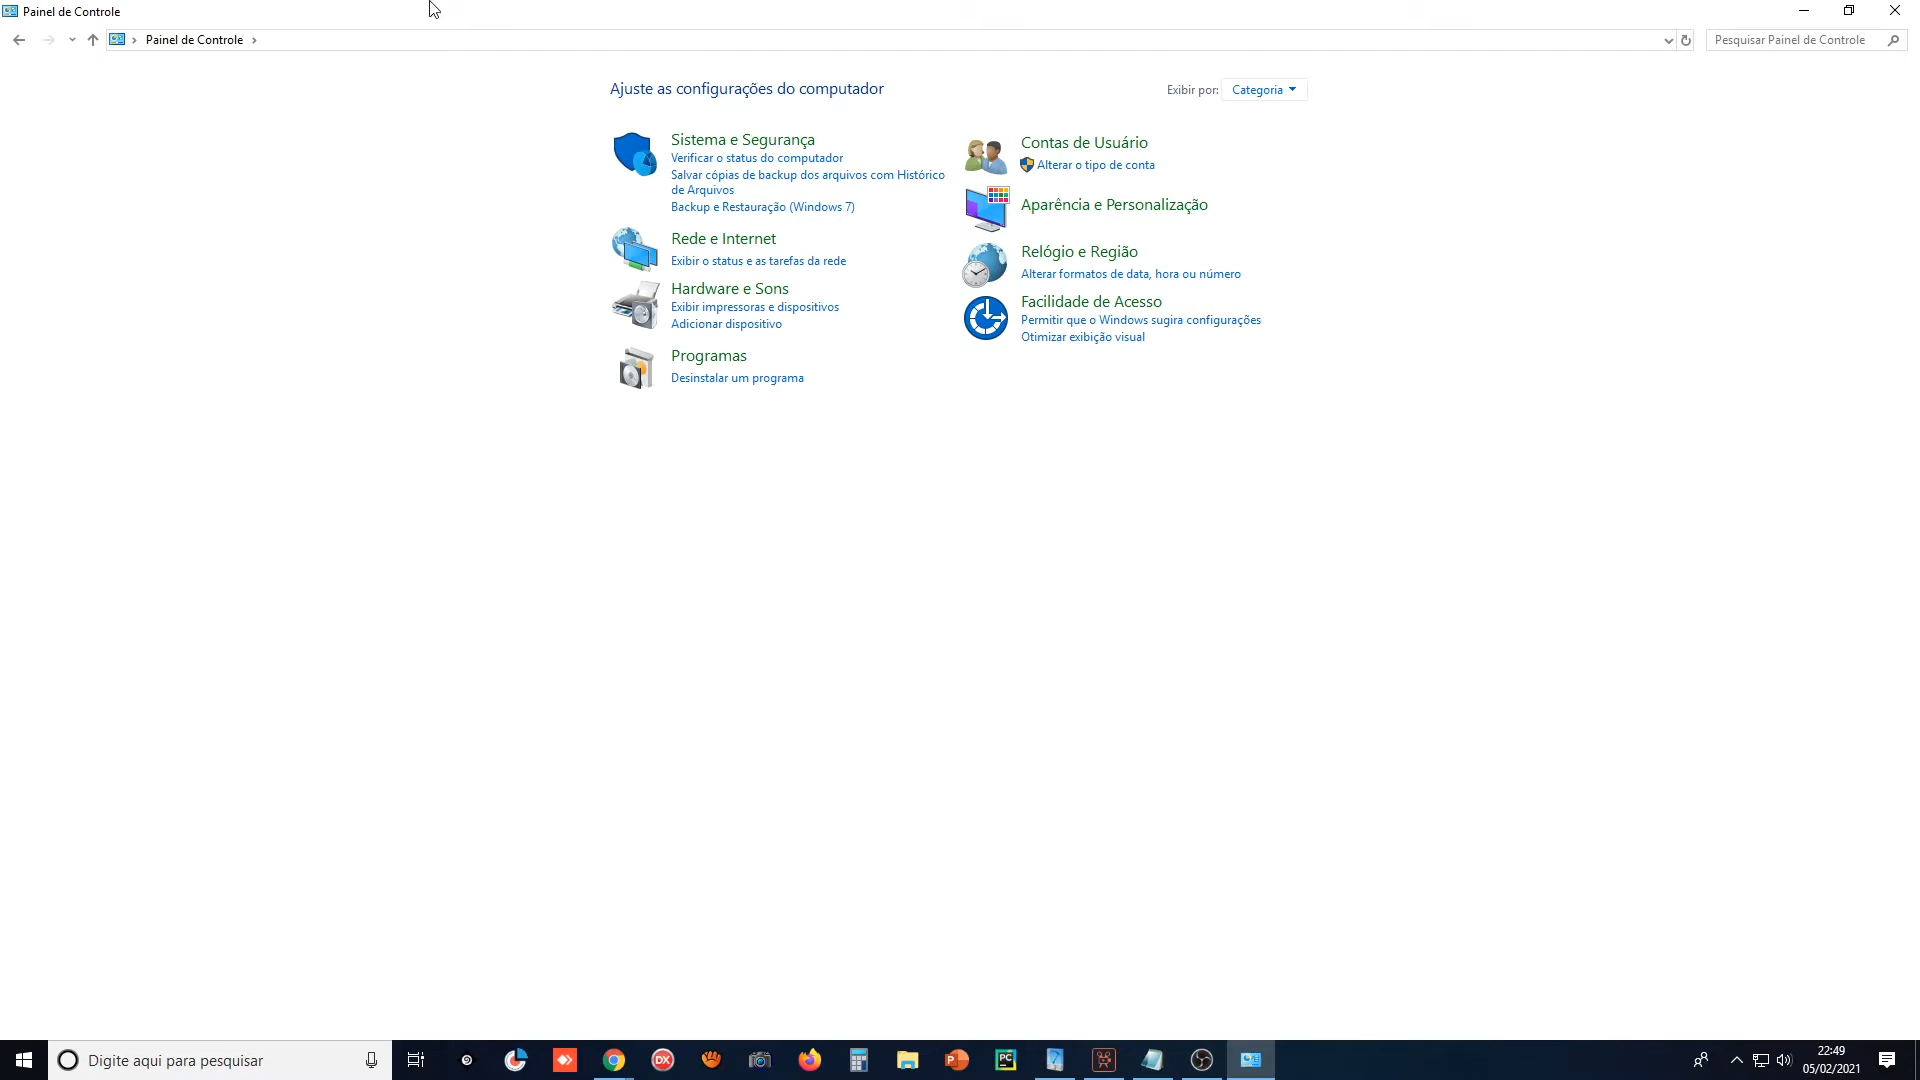 Painel de Controle
Painel de Controle
Pesquisar Painel de Controle
Ajuste as configurações do computador
Exibir por: Categoria
Sistema e Segurança
Verificar o status do computador
Salvar cópias de backup dos arquivos com Histórico
de Arquivos
Backup e Restauração (Windows 7)
Rede e Internet
Exibir o status e as tarefas da rede
Hardware e Sons
Exibir impressoras e dispositivos
Adicionar dispositivo
Programas
Desinstalar um programa
Contas de Usuário
Alterar o tipo de conta
Aparência e Personalização
Relógio e Região
Alterar formatos de data, hora ou número
Facilidade de Acesso
Permitir que o Windows sugira configurações
Otimizar exibição visual
Digite aqui para pesquisar
DX
P
PC
22:49
05/02/2021